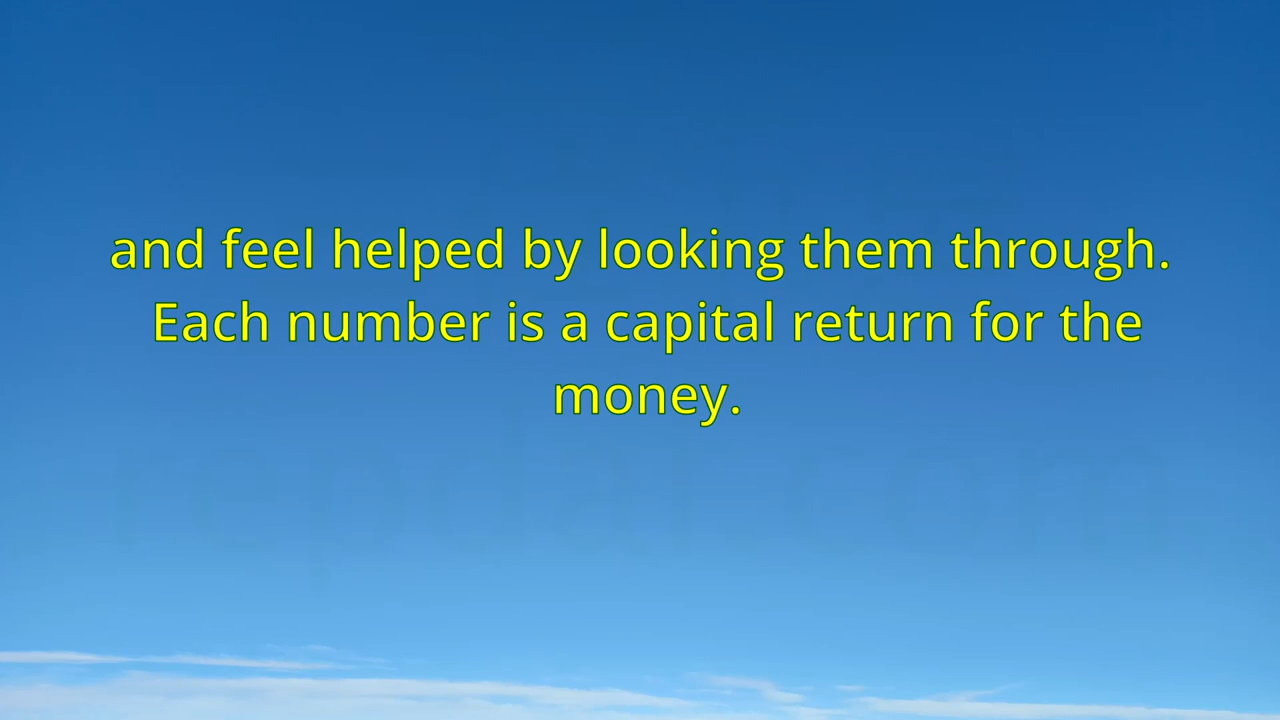 and feel helped by looking them through.
Each number is a capital return for the
money.